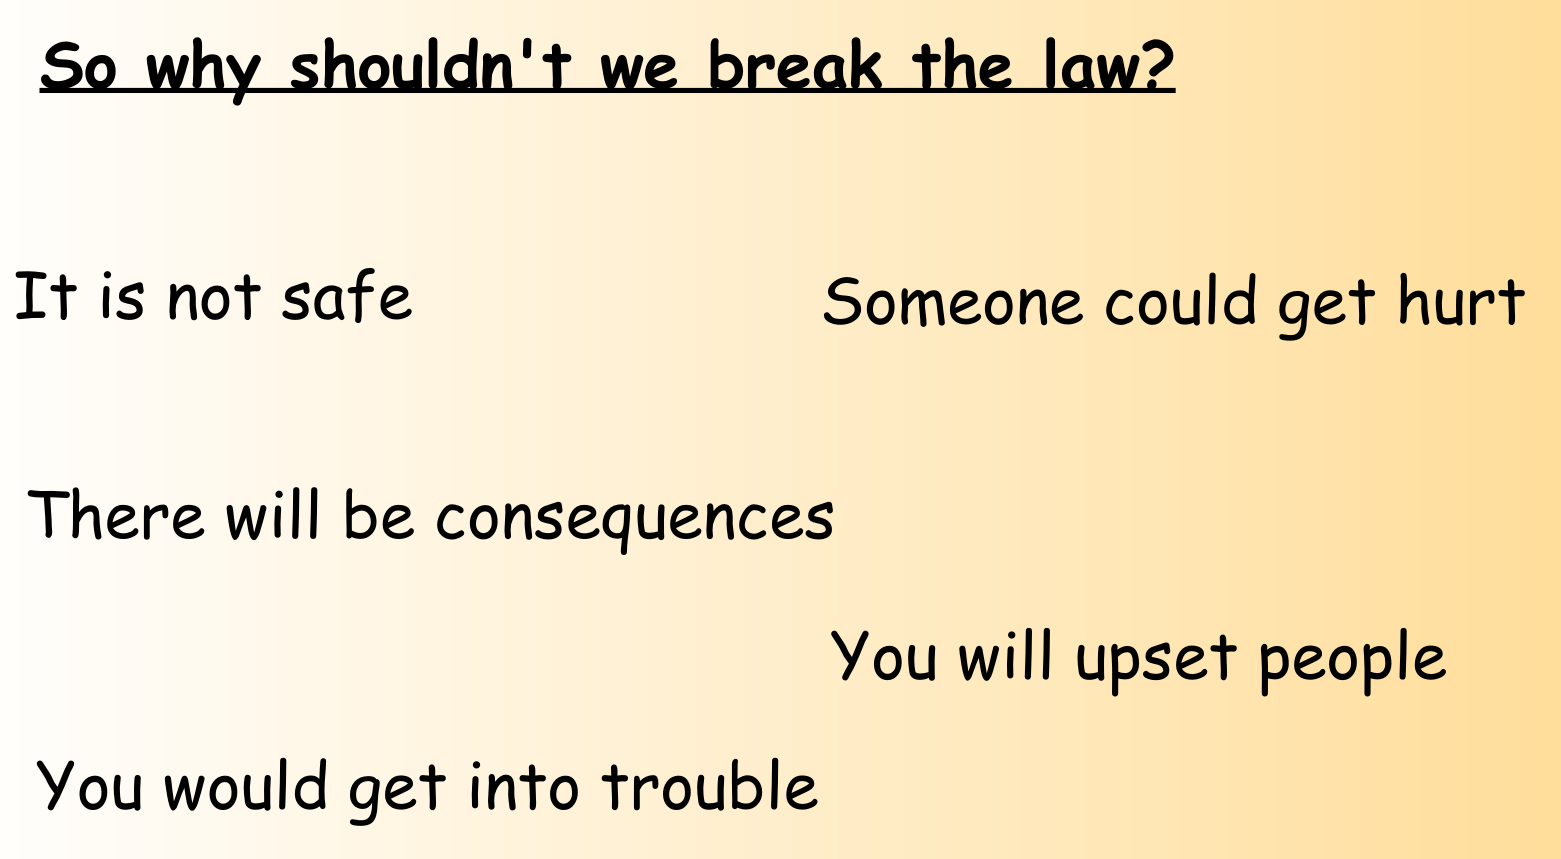 So why shouldn't we break the law?
It is not safe
Someone could get hurt
There will be consequences
You will upset people
You would get into trouble